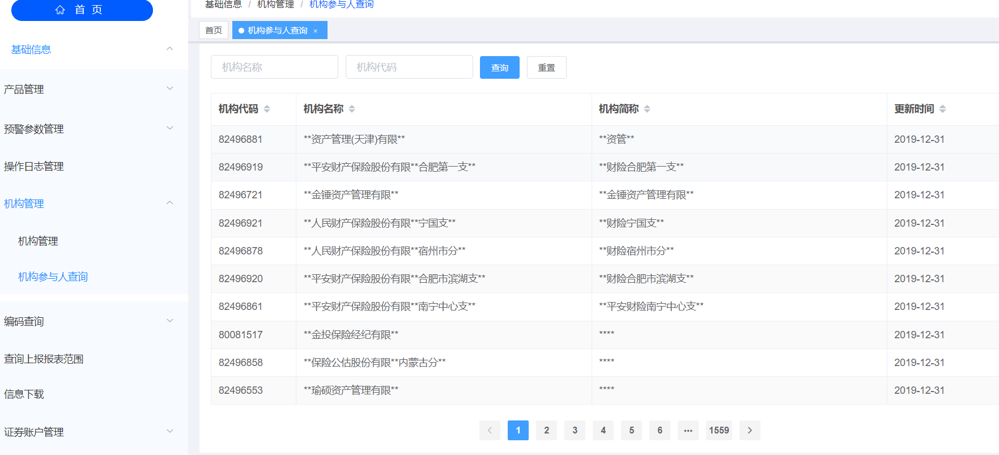 首 页
基础信息
产品管理
预警参数管理
操作日志管理
机构管理
机构管理
机构参与人查询
编码查询
查询上报报表范围
信息下载
证券账户管理
基础信息 / 机构管理 / 机构参与人查询
首页 机构参与人查询 ×
机构名称 机构代码 查询 重置
机构代码 机构名称 机构简称 更新时间
82496881 **资产管理(天津)有限** **资管** 2019-12-31
82496919 **平安财产保险股份有限**合肥第一支** **财险合肥第一支** 2019-12-31
82496721 **金锤资产管理有限** **金锤资产管理有限** 2019-12-31
82496921 **人民财产保险股份有限**宁国支** **财险宁国支** 2019-12-31
82496878 **人民财产保险股份有限**宿州市分** **财险宿州市分** 2019-12-31
82496920 **平安财产保险股份有限**合肥市滨湖支** **财险合肥市滨湖支** 2019-12-31
82496861 **平安财产保险股份有限**南宁中心支** **平安财险南宁中心支** 2019-12-31
80081517 **金投保险经纪有限** **** 2019-12-31
82496858 **保险公估股份有限**内蒙古分** **** 2019-12-31
82496553 **瑜硕资产管理有限** **** 2019-12-31
< 1 2 3 4 5 6 ••• 1559 >